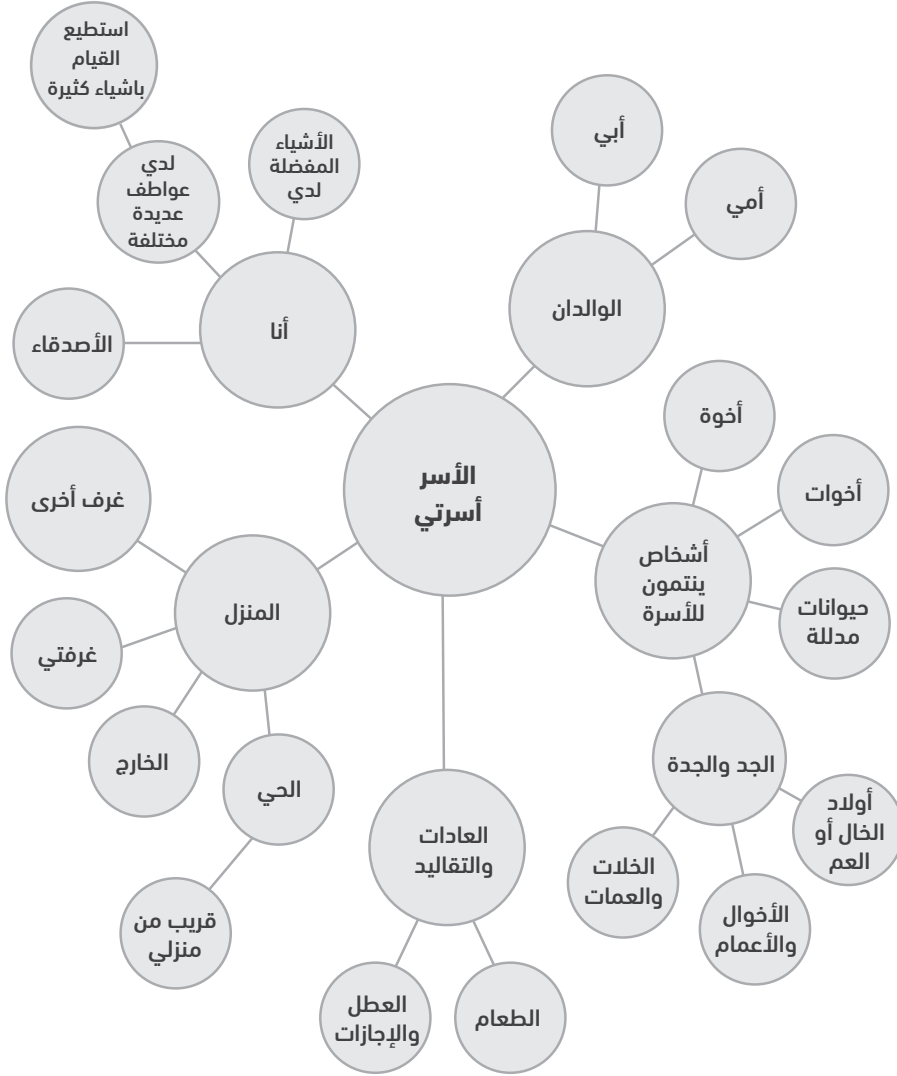 استطيع
القيام
باشياء كثيرة
لدي
عواطف
عديدة
مختلفة
الأشياء
المفضلة
لدي
أنا
الأصدقاء
أبي
أمي
الوالدان
الأسر
أسرتي
أخوة
أخوات
أشخاص
ينتمون
للأسرة
حيوانات
مدللة
الجد والجدة
أولاد
الخال أو
العم
الخلات
والعمات
الأخوال
والأعمام
غرف أخرى
المنزل
غرفتي
الخارج
الحي
قريب من
منزلي
العادات
والتقاليد
العطل
والإجازات
الطعام